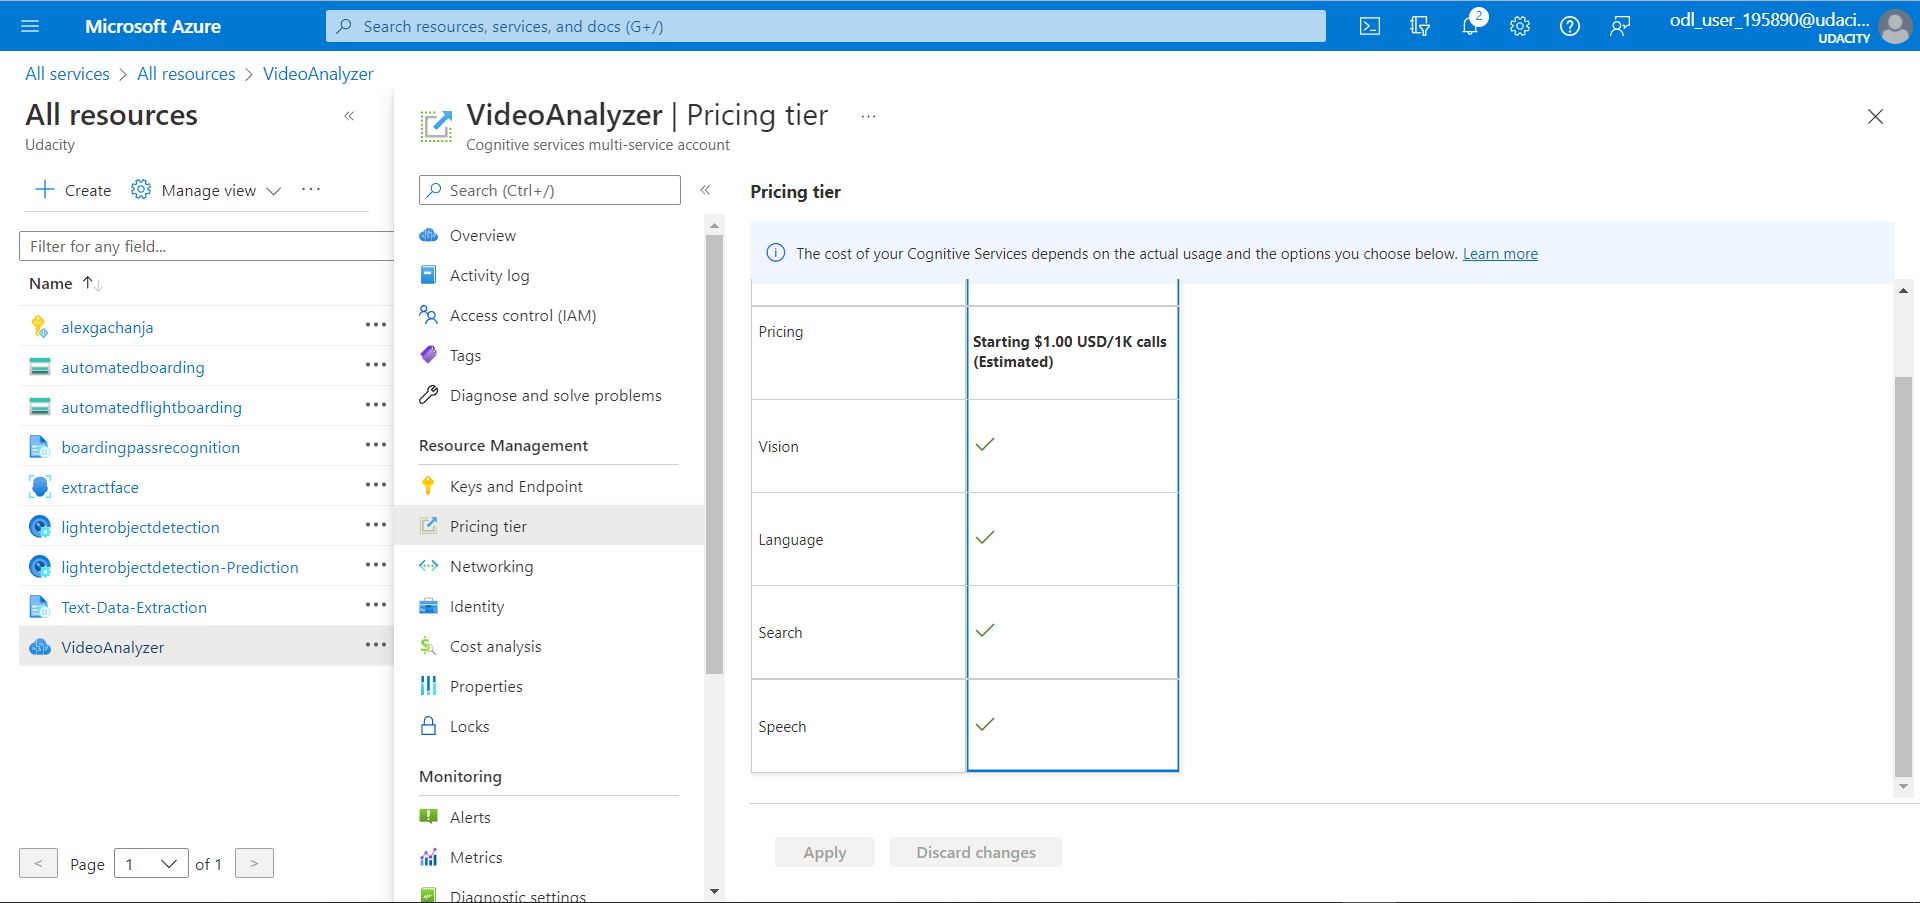 Microsoft Azure
Search resources, services, and docs (G+/)
2
odl_user_195890@udaci...
UDACITY
All services > All resources > VideoAnalyzer
All resources
«
Udacity
Create
Manage view
...
Filter for any field...
Name
alexgachanja
automatedboarding
automatedflightboarding
boardingpassrecognition
extractface
lighterobjectdetection
lighterobjectdetection-Prediction
Text-Data-Extraction
VideoAnalyzer
< Page 1 of 1 >
VideoAnalyzer | Pricing tier ...
Cognitive services multi-service account
Search (Ctrl+/)
«
Overview
Activity log
Access control (IAM)
Tags
Diagnose and solve problems
Resource Management
Keys and Endpoint
Pricing tier
Networking
Identity
Cost analysis
Properties
Locks
Monitoring
Alerts
Metrics
Diagnostic settings
Pricing tier
The cost of your Cognitive Services depends on the actual usage and the options you choose below. Learn more
Pricing
Starting $1.00 USD/1K calls
(Estimated)
Vision
Language
Search
Speech
Apply
Discard changes